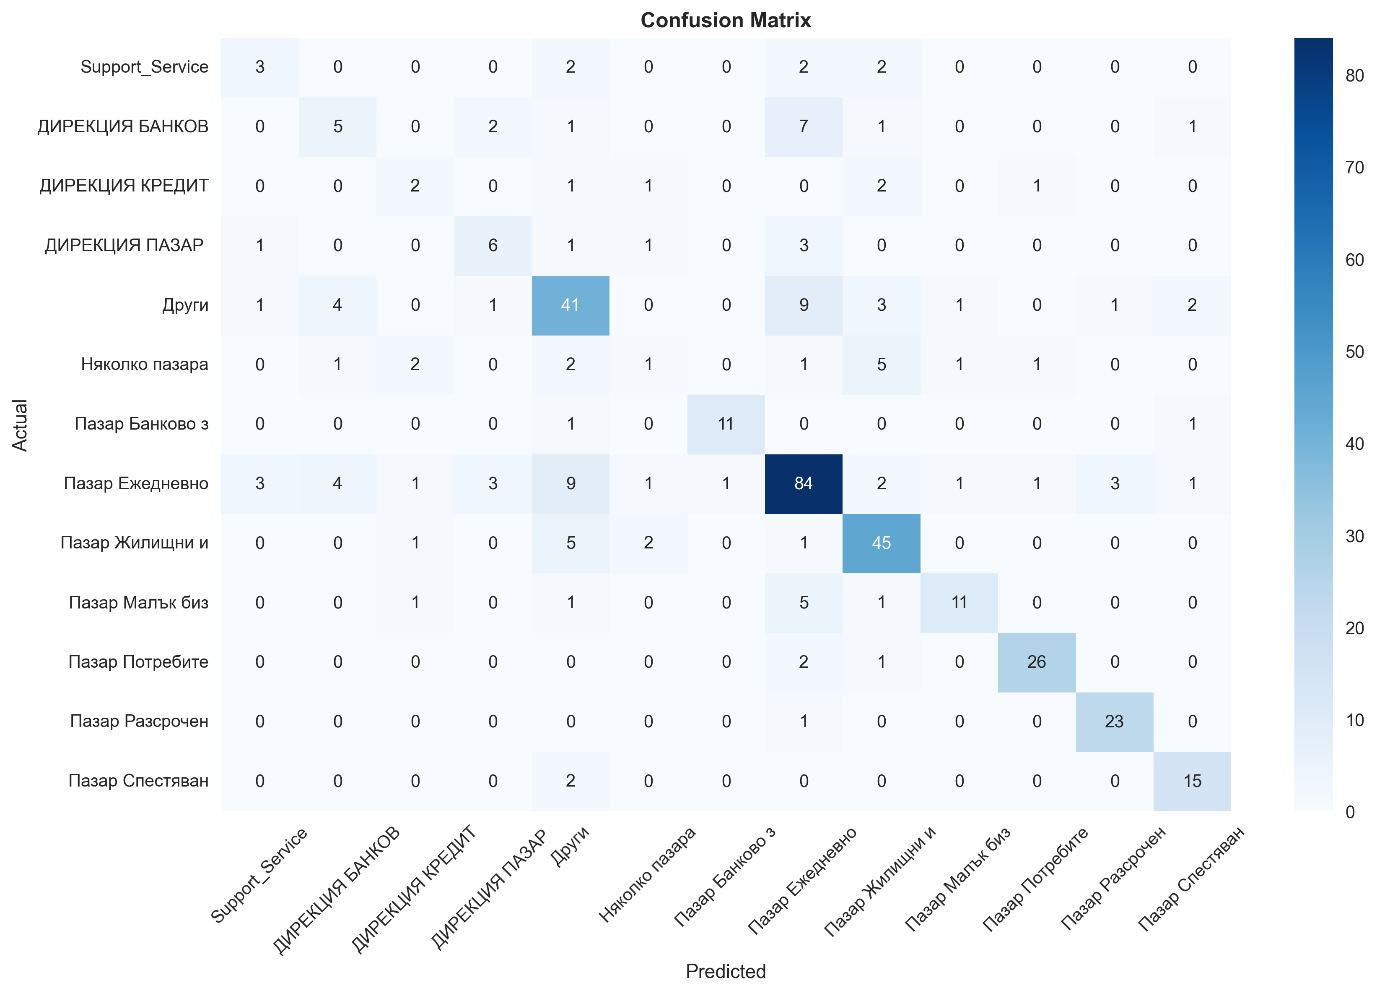 Confusion Matrix
Support_Service 3 0 0 0 2 0 0 2 2 0 0 0 0
ДИРЕКЦИЯ БАНКОВ 0 5 0 2 1 0 0 7 1 0 0 0 1
ДИРЕКЦИЯ КРЕДИТ 0 0 2 0 1 1 0 0 2 0 1 0 0
ДИРЕКЦИЯ ПАЗАР 1 0 0 6 1 1 0 3 0 0 0 0 0
Други 1 4 0 1 41 0 0 9 3 1 0 1 2
Няколко пазара 0 1 2 0 2 1 0 1 5 1 1 0 0
Пазар Банково з 0 0 0 0 1 0 11 0 0 0 0 0 1
Пазар Ежедневно 3 4 1 3 9 1 1 84 2 1 1 3 1
Пазар Жилищни и 0 0 1 0 5 2 0 1 45 0 0 0 0
Пазар Малък биз 0 0 1 0 1 0 0 5 1 11 0 0 0
Пазар Потребите 0 0 0 0 0 0 0 2 1 0 26 0 0
Пазар Разсрочен 0 0 0 0 0 0 0 1 0 0 0 23 0
Пазар Спестяван 0 0 0 0 2 0 0 0 0 0 0 0 15
Actual
Support_Service
ДИРЕКЦИЯ БАНКОВ
ДИРЕКЦИЯ КРЕДИТ
ДИРЕКЦИЯ ПАЗАР
Други
Няколко пазара
Пазар Банково з
Пазар Ежедневно
Пазар Жилищни и
Пазар Малък биз
Пазар Потребите
Пазар Разсрочен
Пазар Спестяван
Predicted
80
70
60
50
40
30
20
10
0